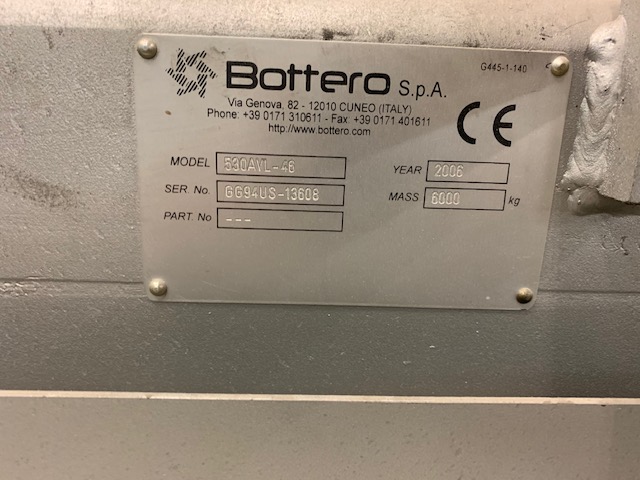 Bottero S.p.A.
G445-1-140
Via Genova, 82 - 12010 CUNEO (ITALY)
Phone: +39 0171 310611 - Fax: +39 0171 401611
http://www.bottero.com
CE
MODEL 530AVL-46
YEAR 2006
SER. No. GG94US-13608
MASS 6000 kg
PART. No ---